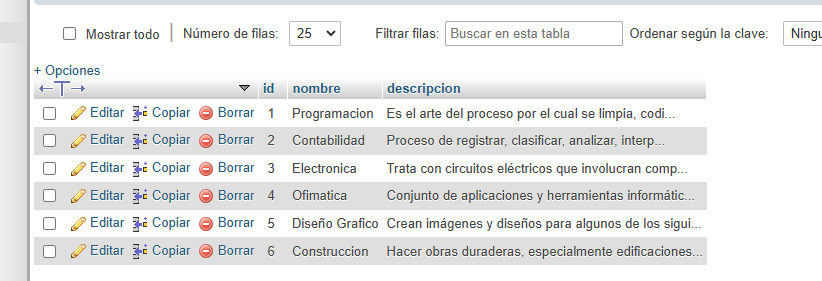 Mostrar todo | Número de filas: 25 Filtrar filas: Buscar en esta tabla Ordenar según la clave: Ningu
+ Opciones
←T→ id nombre descripcion
Editar Copiar Borrar 1 Programacion Es el arte del proceso por el cual se limpia, codi...
Editar Copiar Borrar 2 Contabilidad Proceso de registrar, clasificar, analizar, interp...
Editar Copiar Borrar 3 Electronica Trata con circuitos eléctricos que involucran comp...
Editar Copiar Borrar 4 Ofimatica Conjunto de aplicaciones y herramientas informátic...
Editar Copiar Borrar 5 Diseño Grafico Crean imágenes y diseños para algunos de los sigui...
Editar Copiar Borrar 6 Construccion Hacer obras duraderas, especialmente edificaciones...